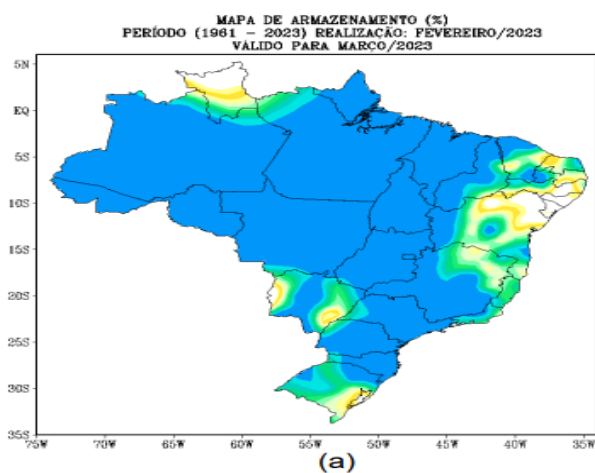 MAPA DE ARMAZENAMENTO (%)
PERÍODO (1961 – 2023) REALIZAÇÃO: FEVEREIRO/2023
VÁLIDO PARA MARÇO/2023
5N
EQ
5S
10S
15S
20S
25S
30S
35S
75W 70W 65W 60W 55W 50W 45W 40W 35W
(a)